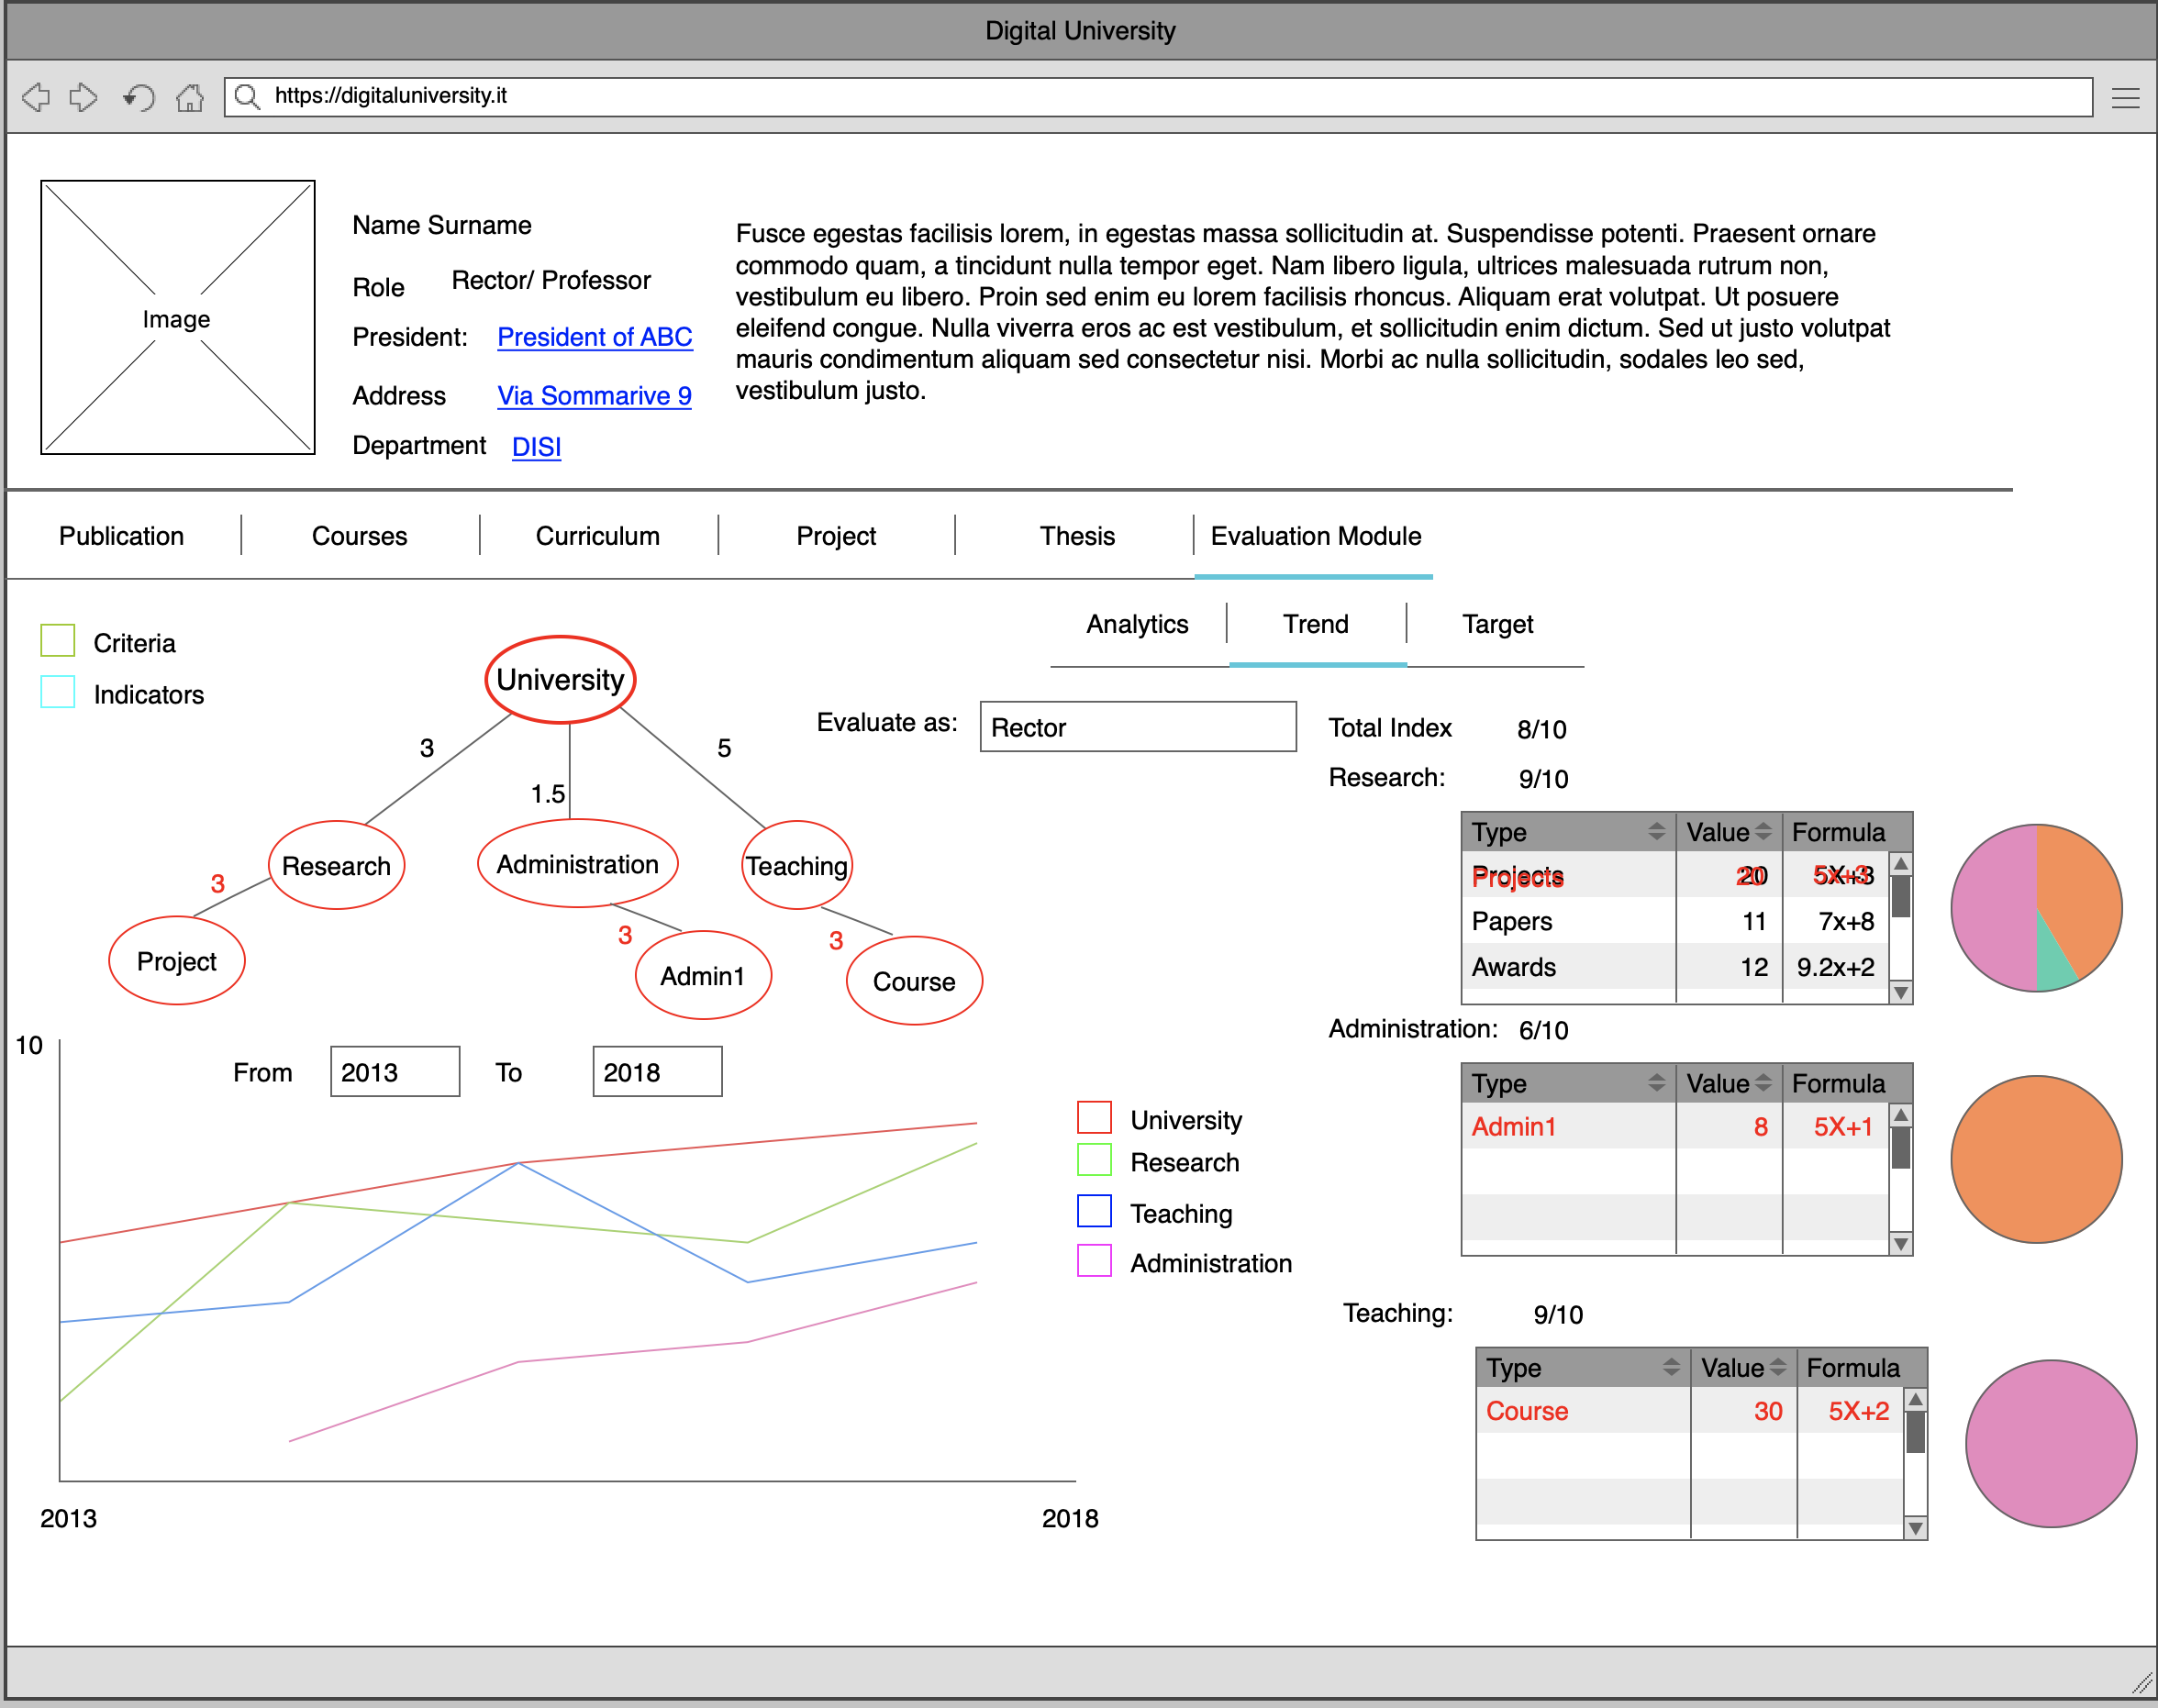 Digital University
https://digitaluniversity.it
Image
Name Surname
Role Rector/ Professor
President: President of ABC
Address Via Sommarive 9
Department DISI
Fusce egestas facilisis lorem, in egestas massa sollicitudin at. Suspendisse potenti. Praesent ornare
commodo quam, a tincidunt nulla tempor eget. Nam libero ligula, ultrices malesuada rutrum non,
vestibulum eu libero. Proin sed enim eu lorem facilisis rhoncus. Aliquam erat volutpat. Ut posuere
eleifend congue. Nulla viverra eros ac est vestibulum, et sollicitudin enim dictum. Sed ut justo volutpat
mauris condimentum aliquam sed consectetur nisi. Morbi ac nulla sollicitudin, sodales leo sed,
vestibulum justo.
Publication Courses Curriculum Project Thesis Evaluation Module
Analytics Trend Target
Criteria
Indicators
University
3
1.5
5
Research
Administration
Teaching
3
3
3
Project
Admin1
Course
Evaluate as: Rector
Total Index 8/10
Research: 9/10
Type Value Formula
Projects 20 5X+3
Projects 20 5x+3
Papers 11 7x+8
Awards 12 9.2x+2
Administration: 6/10
Type Value Formula
Admin1 8 5X+1
Teaching: 9/10
Type Value Formula
Course 30 5X+2
10
From 2013 To 2018
University
Research
Teaching
Administration
2013 2018